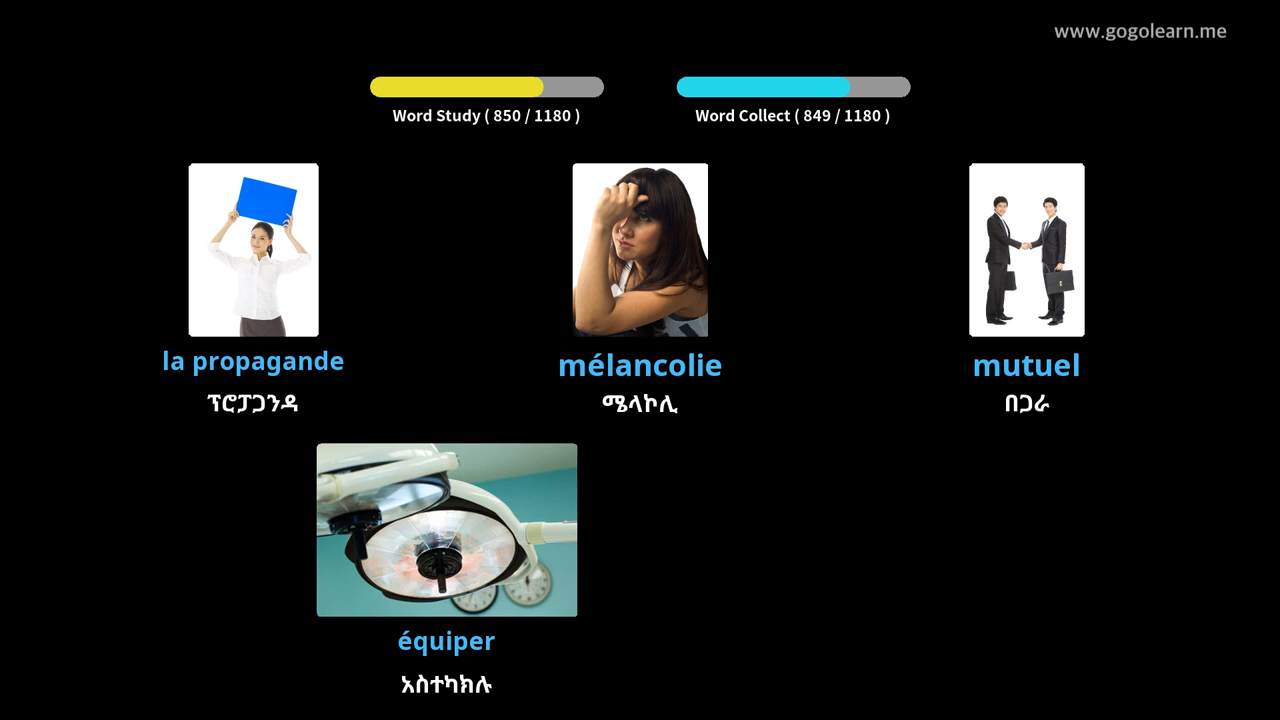 www.gogolearn.me
Word Study ( 850 / 1180 )
Word Collect ( 849 / 1180 )
la propagande
ፕሮፓጋንዳ
mélancolie
ሜላኮሊ
mutuel
በጋራ
équiper
አስተካክሉ